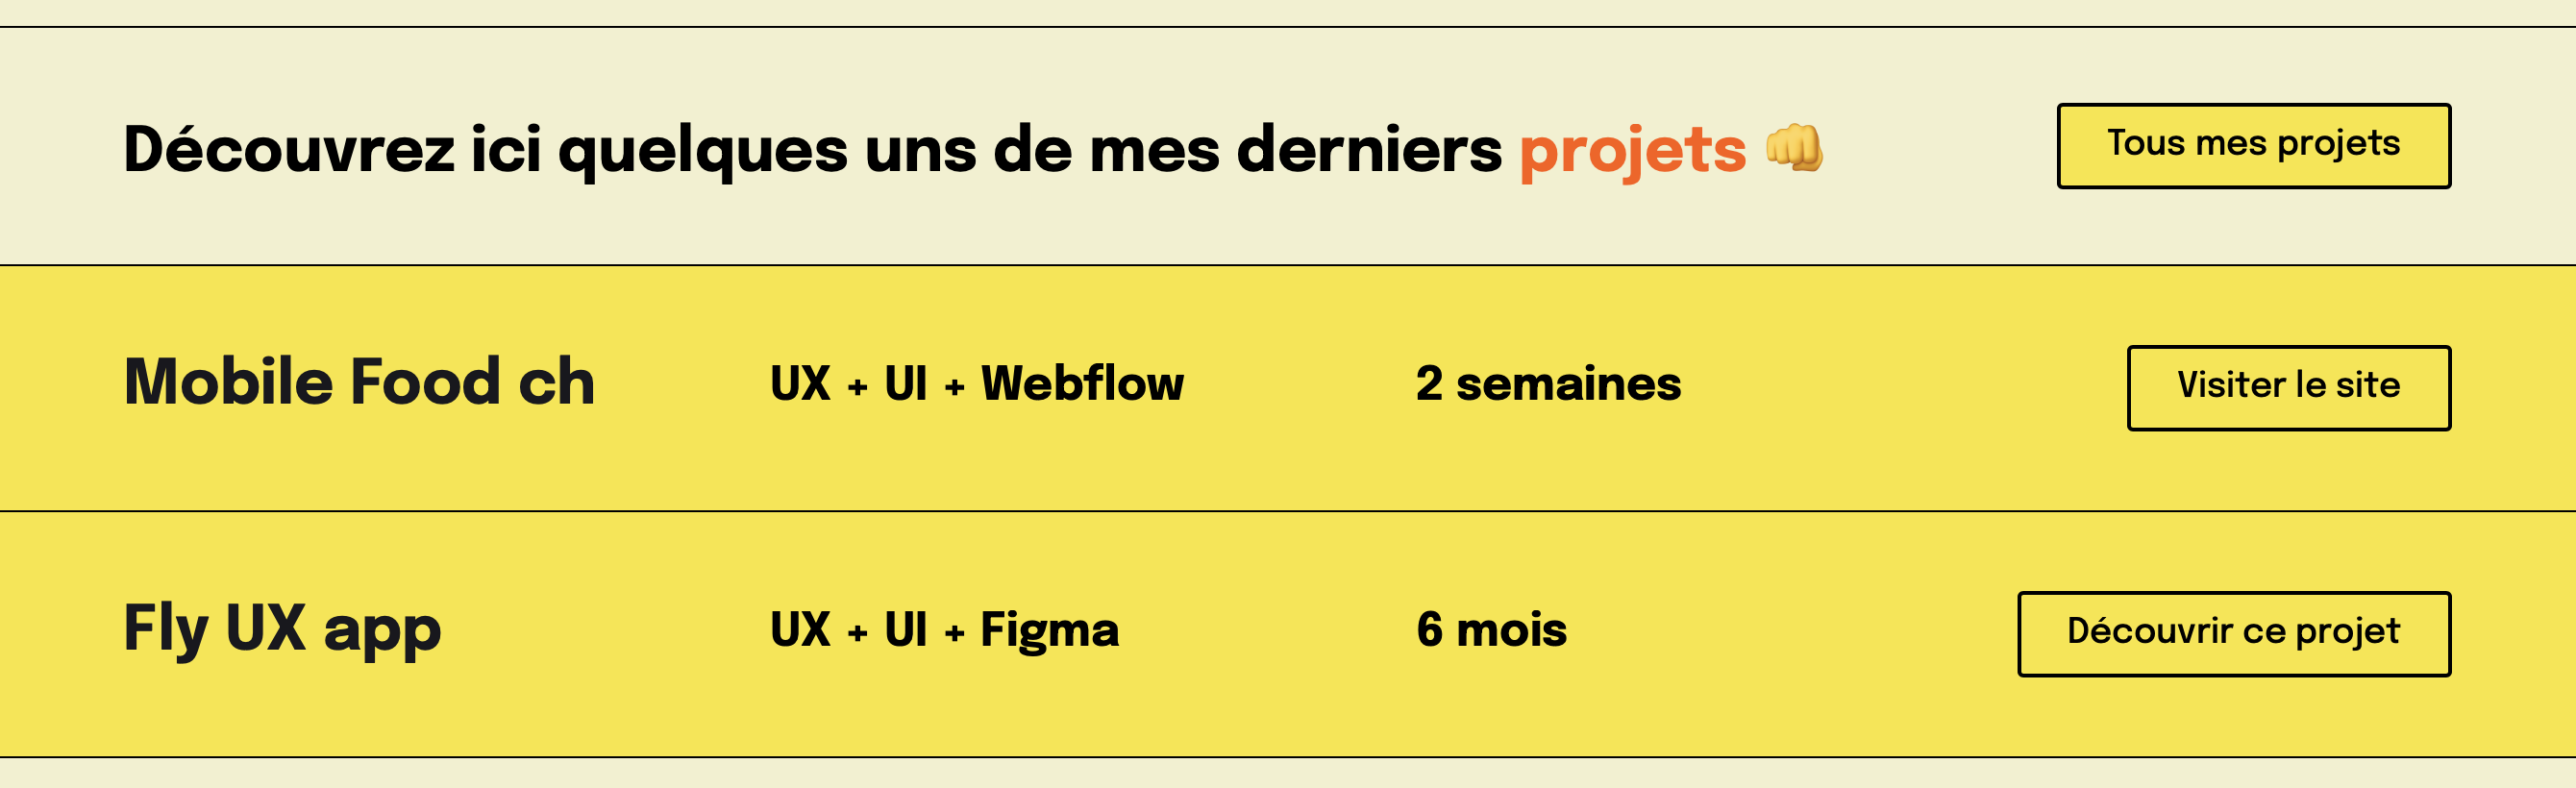 Découvrez ici quelques uns de mes derniers projets 👊
Tous mes projets
Mobile Food ch
UX + UI + Webflow
2 semaines
Visiter le site
Fly UX app
UX + UI + Figma
6 mois
Découvrir ce projet